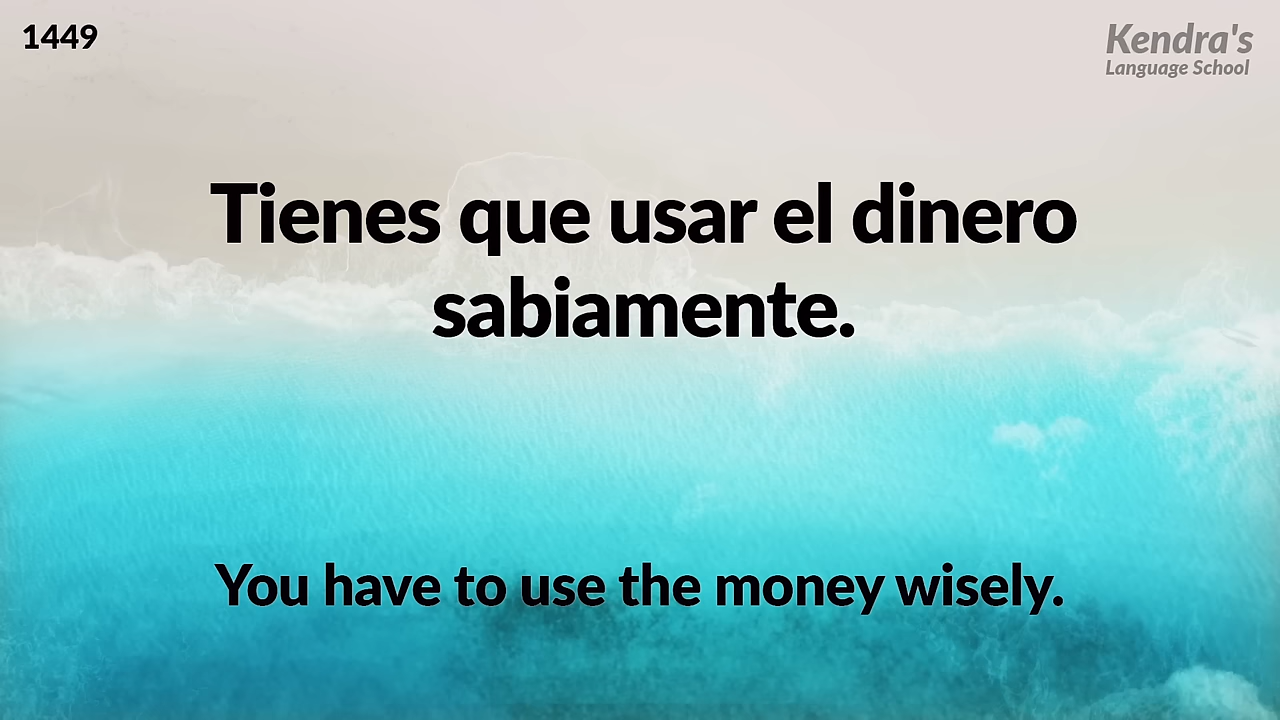 1449
Kendra's
Language School
Tienes que usar el dinero
sabiamente.
You have to use the money wisely.